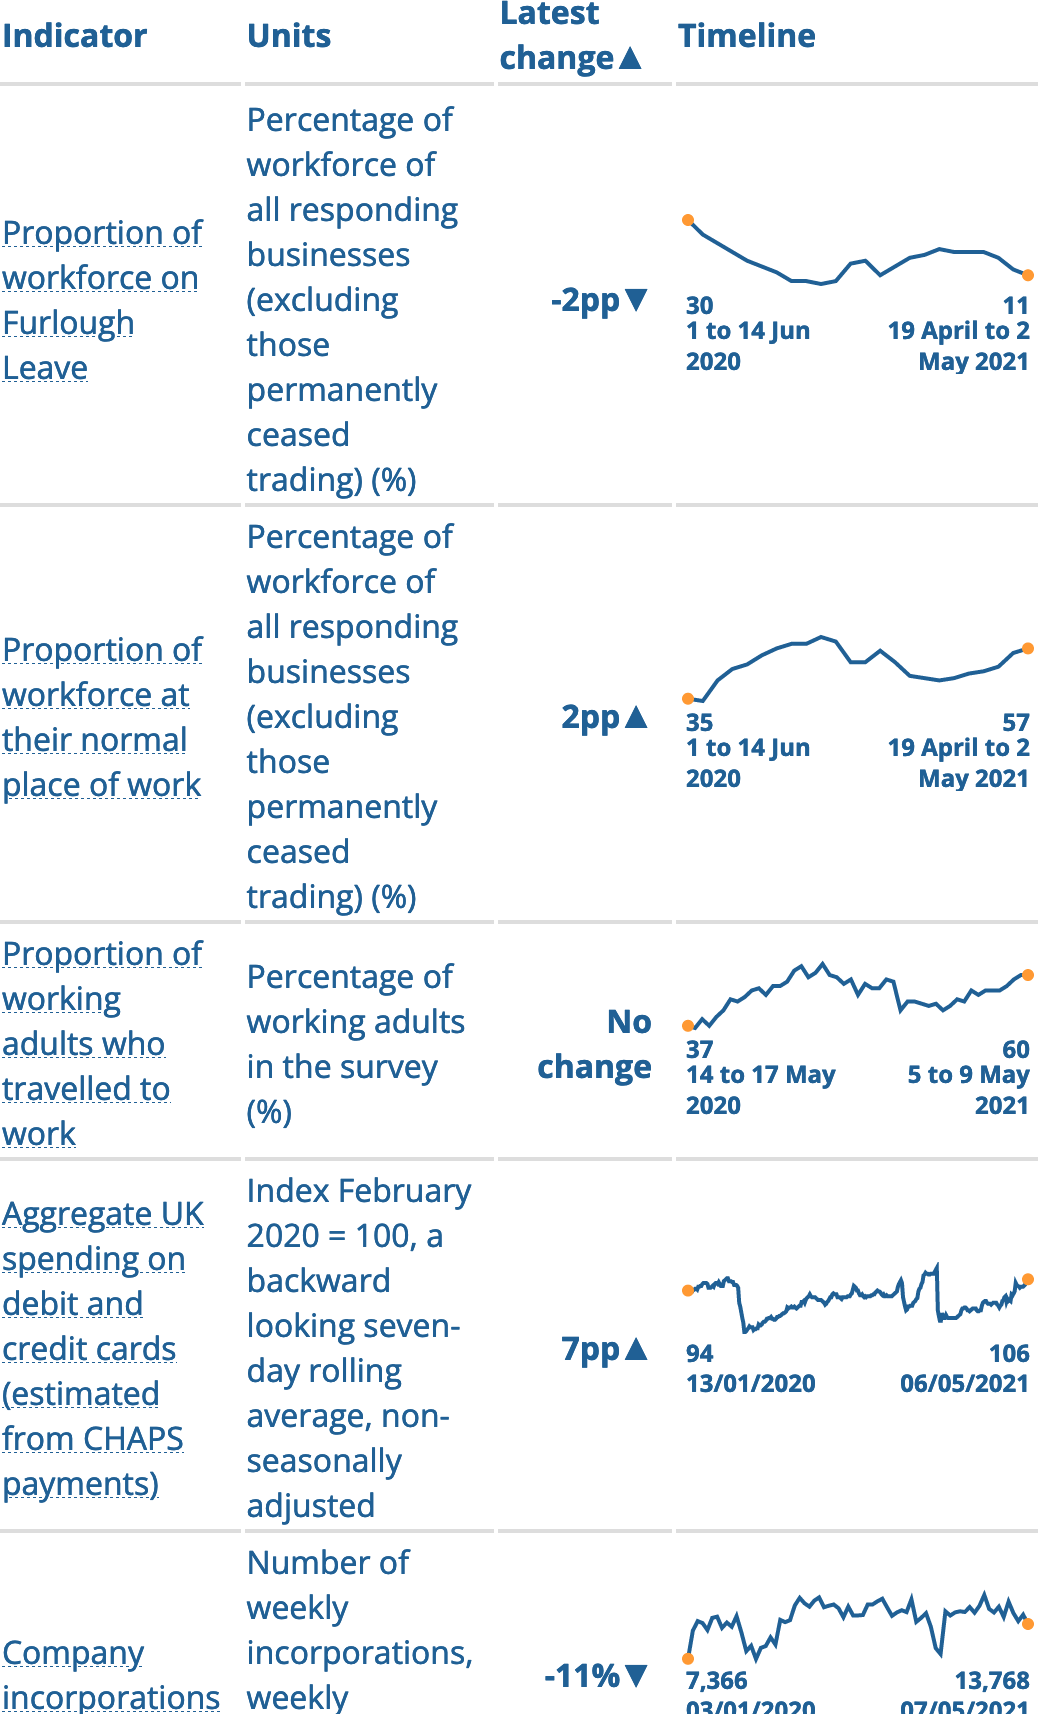 Indicator
Units
Latest
change▲
Timeline
Proportion of
workforce on
Furlough
Leave
Percentage of
workforce of
all responding
businesses
(excluding
those
permanently
ceased
trading) (%)
-2pp▼
30
1 to 14 Jun
2020
11
19 April to 2
May 2021
Proportion of
workforce at
their normal
place of work
Percentage of
workforce of
all responding
businesses
(excluding
those
permanently
ceased
trading) (%)
2pp▲
35
1 to 14 Jun
2020
57
19 April to 2
May 2021
Proportion of
working
adults who
travelled to
work
Percentage of
working adults
in the survey
(%)
No
change
37
14 to 17 May
2020
60
5 to 9 May
2021
Aggregate UK
spending on
debit and
credit cards
(estimated
from CHAPS
payments)
Index February
2020 = 100, a
backward
looking seven-
day rolling
average, non-
seasonally
adjusted
7pp▲
94
13/01/2020
106
06/05/2021
Company
incorporations
Number of
weekly
incorporations,
weekly
-11%▼
7,366
03/01/2020
13,768
07/05/2021